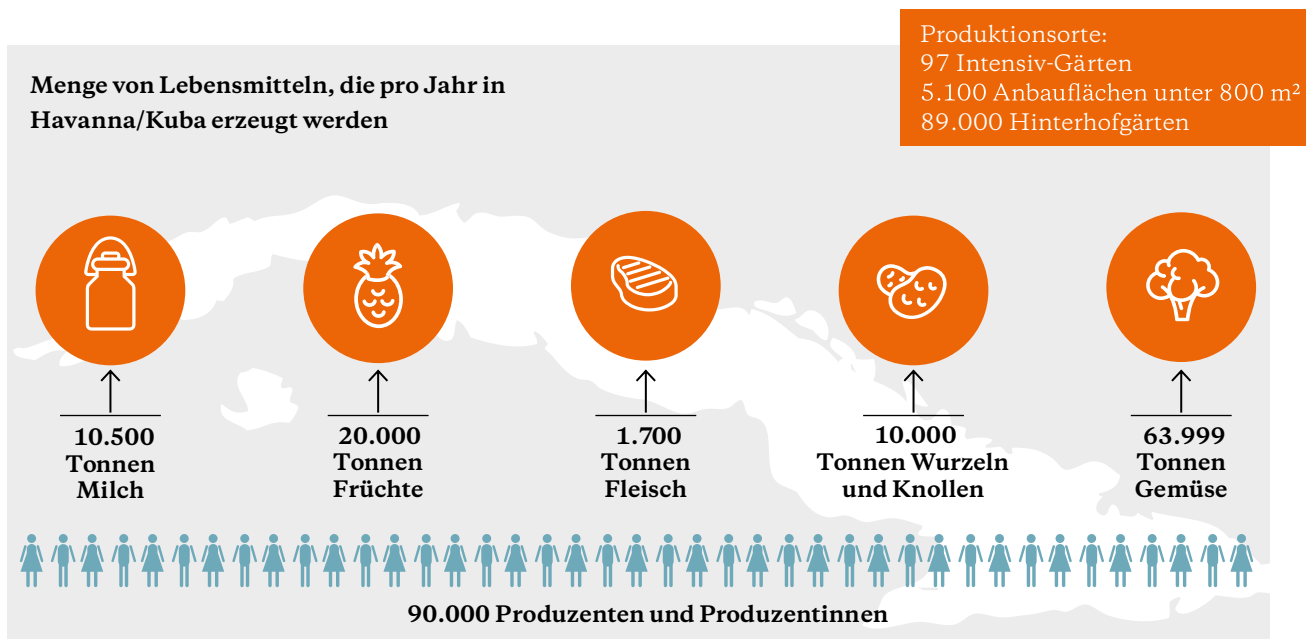 Produktionsorte:
97 Intensiv-Gärten
5.100 Anbauflächen unter 800 m²
89.000 Hinterhofgärten
Menge von Lebensmitteln, die pro Jahr in
Havanna/Kuba erzeugt werden
10.500
Tonnen
Milch
20.000
Tonnen
Früchte
1.700
Tonnen
Fleisch
10.000
Tonnen Wurzeln
und Knollen
63.999
Tonnen
Gemüse
90.000 Produzenten und Produzentinnen